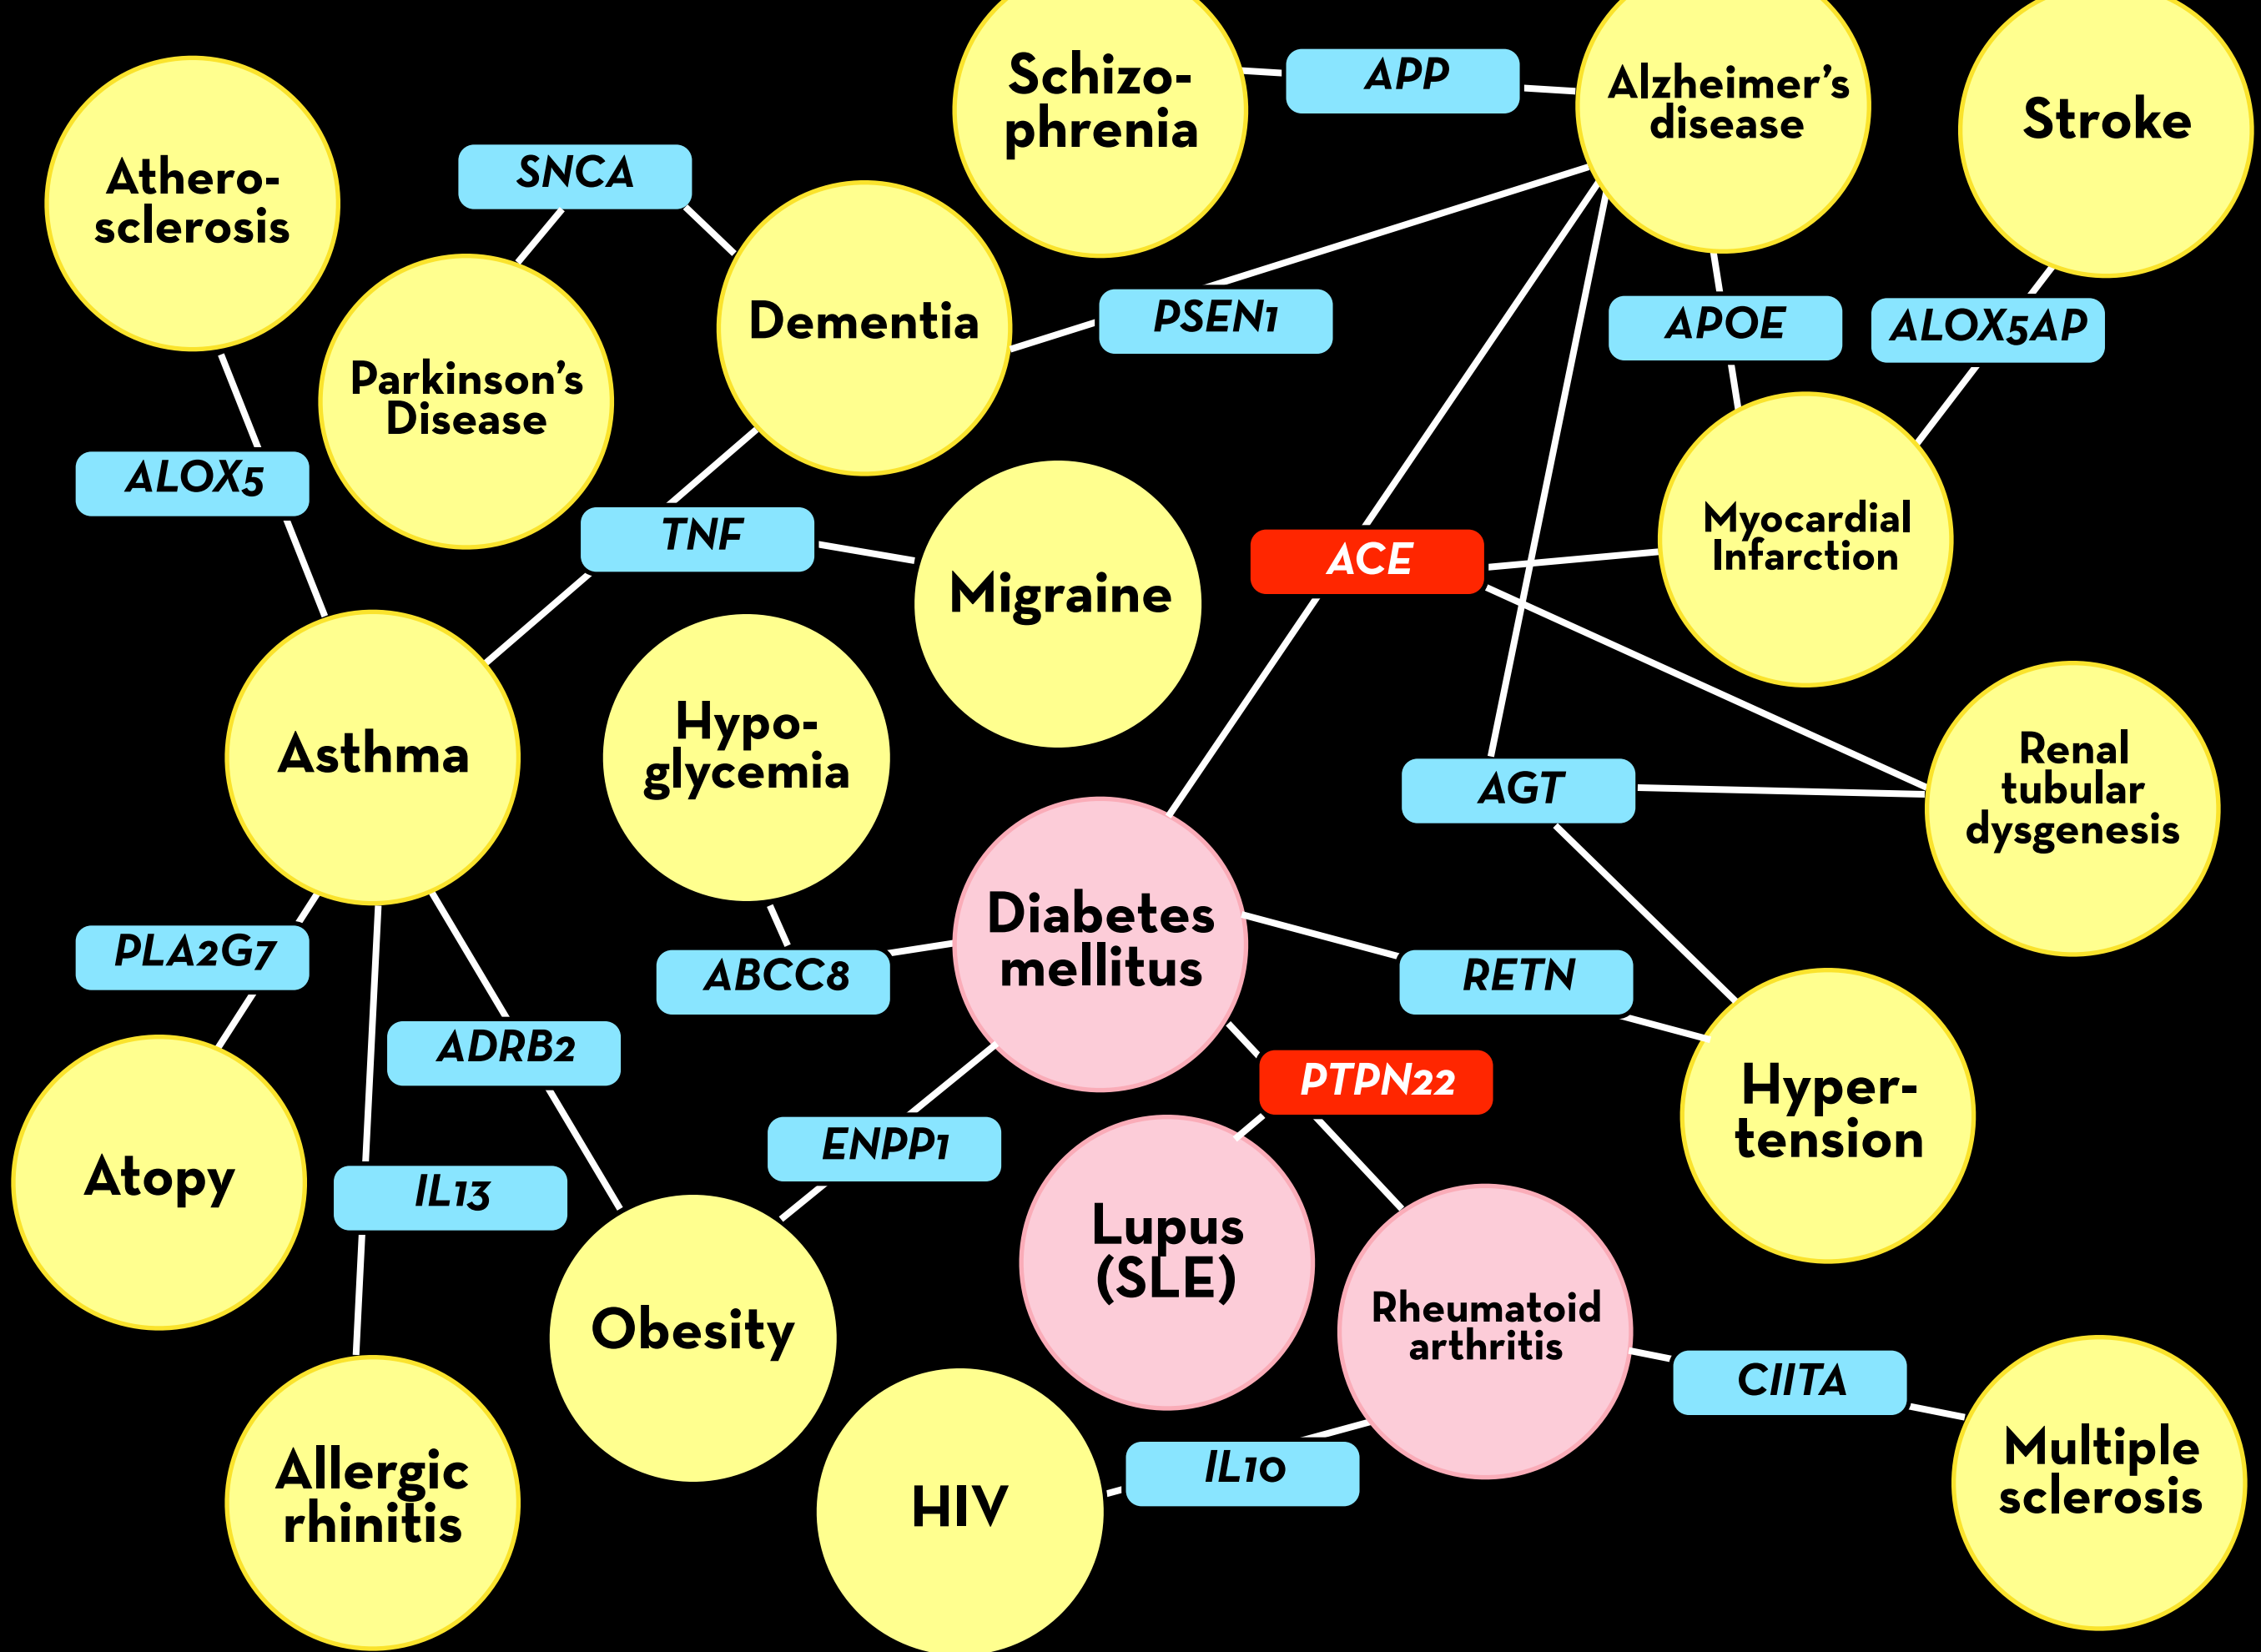 Schizo-
phrenia
APP
Alzheimer's
disease
Stroke
Athero-
sclerosis
SNCA
Dementia
PSEN1
APOE
ALOX5AP
Parkinson's
Disease
ALOX5
TNF
Migraine
ACE
Myocardial
Infarction
Asthma
Hypo-
glycemia
AGT
Renal
tubular
dysgenesis
Diabetes
mellitus
PLA2G7
ABCC8
RETN
ADRB2
PTPN22
Hyper-
tension
ENPP1
Atopy
IL13
Lupus
(SLE)
Obesity
Rheumatoid
arthritis
CIITA
Allergic
rhinitis
HIV
IL10
Multiple
sclerosis